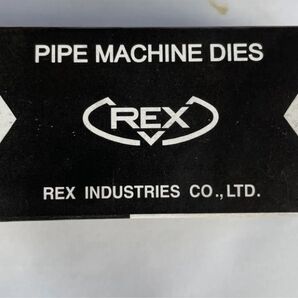 PIPE MACHINE DIES
REX
REX INDUSTRIES CO.,LTD.